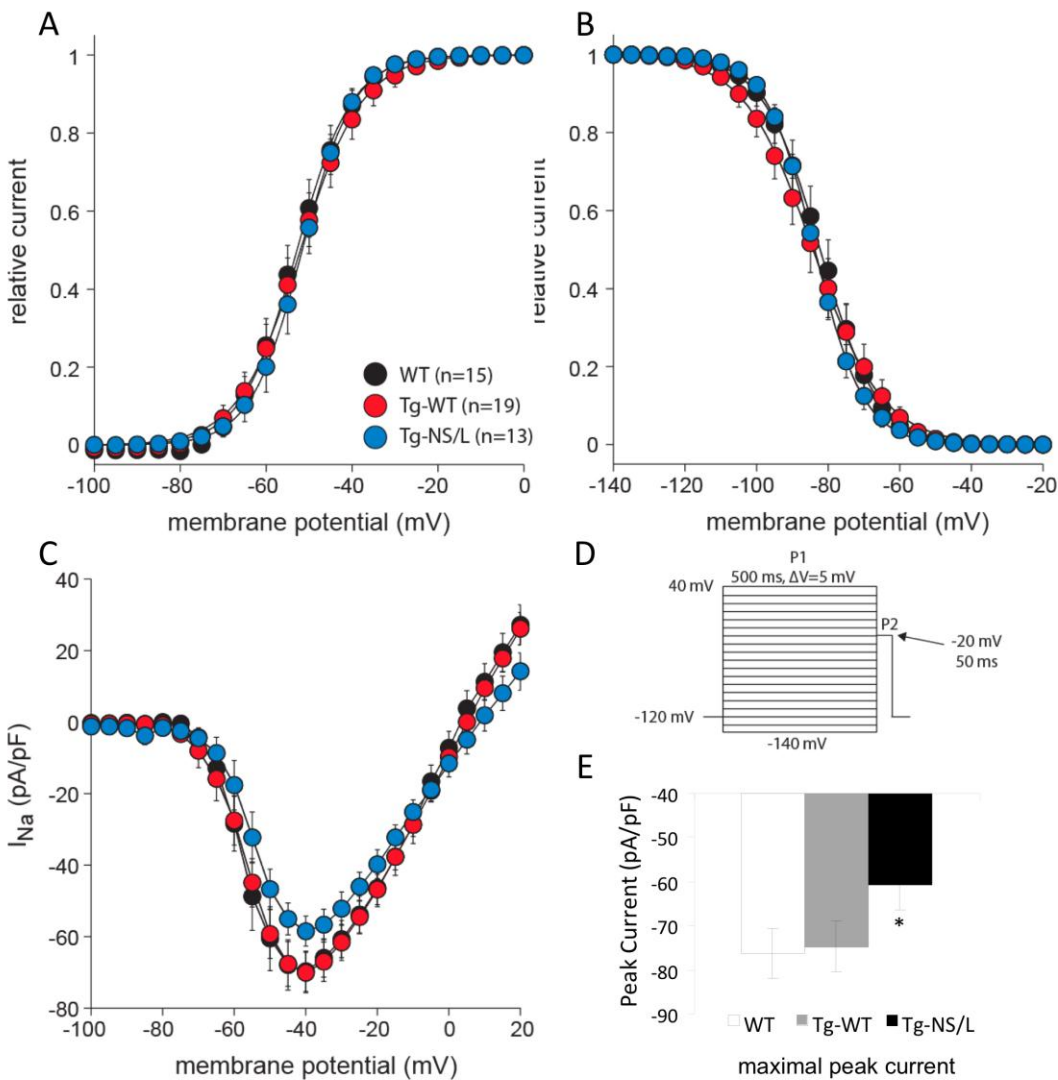 A
1
0.8
0.6
0.4
0.2
0
relative current
WT (n=15)
Tg-WT (n=19)
Tg-NS/L (n=13)
-100 -80 -60 -40 -20 0
membrane potential (mV)
B
1
0.8
0.6
0.4
0.2
0
relative current
-140 -120 -100 -80 -60 -40 -20
membrane potential (mV)
C
40
20
0
-20
-40
-60
-80
INa (pA/pF)
-100 -80 -60 -40 -20 0 20
membrane potential (mV)
D
P1
40 mV
500 ms, ΔV=5 mV
P2
-20 mV
50 ms
-120 mV
-140 mV
E
-40
-50
-60
-70
-80
-90
Peak Current (pA/pF)
*
WT Tg-WT Tg-NS/L
maximal peak current